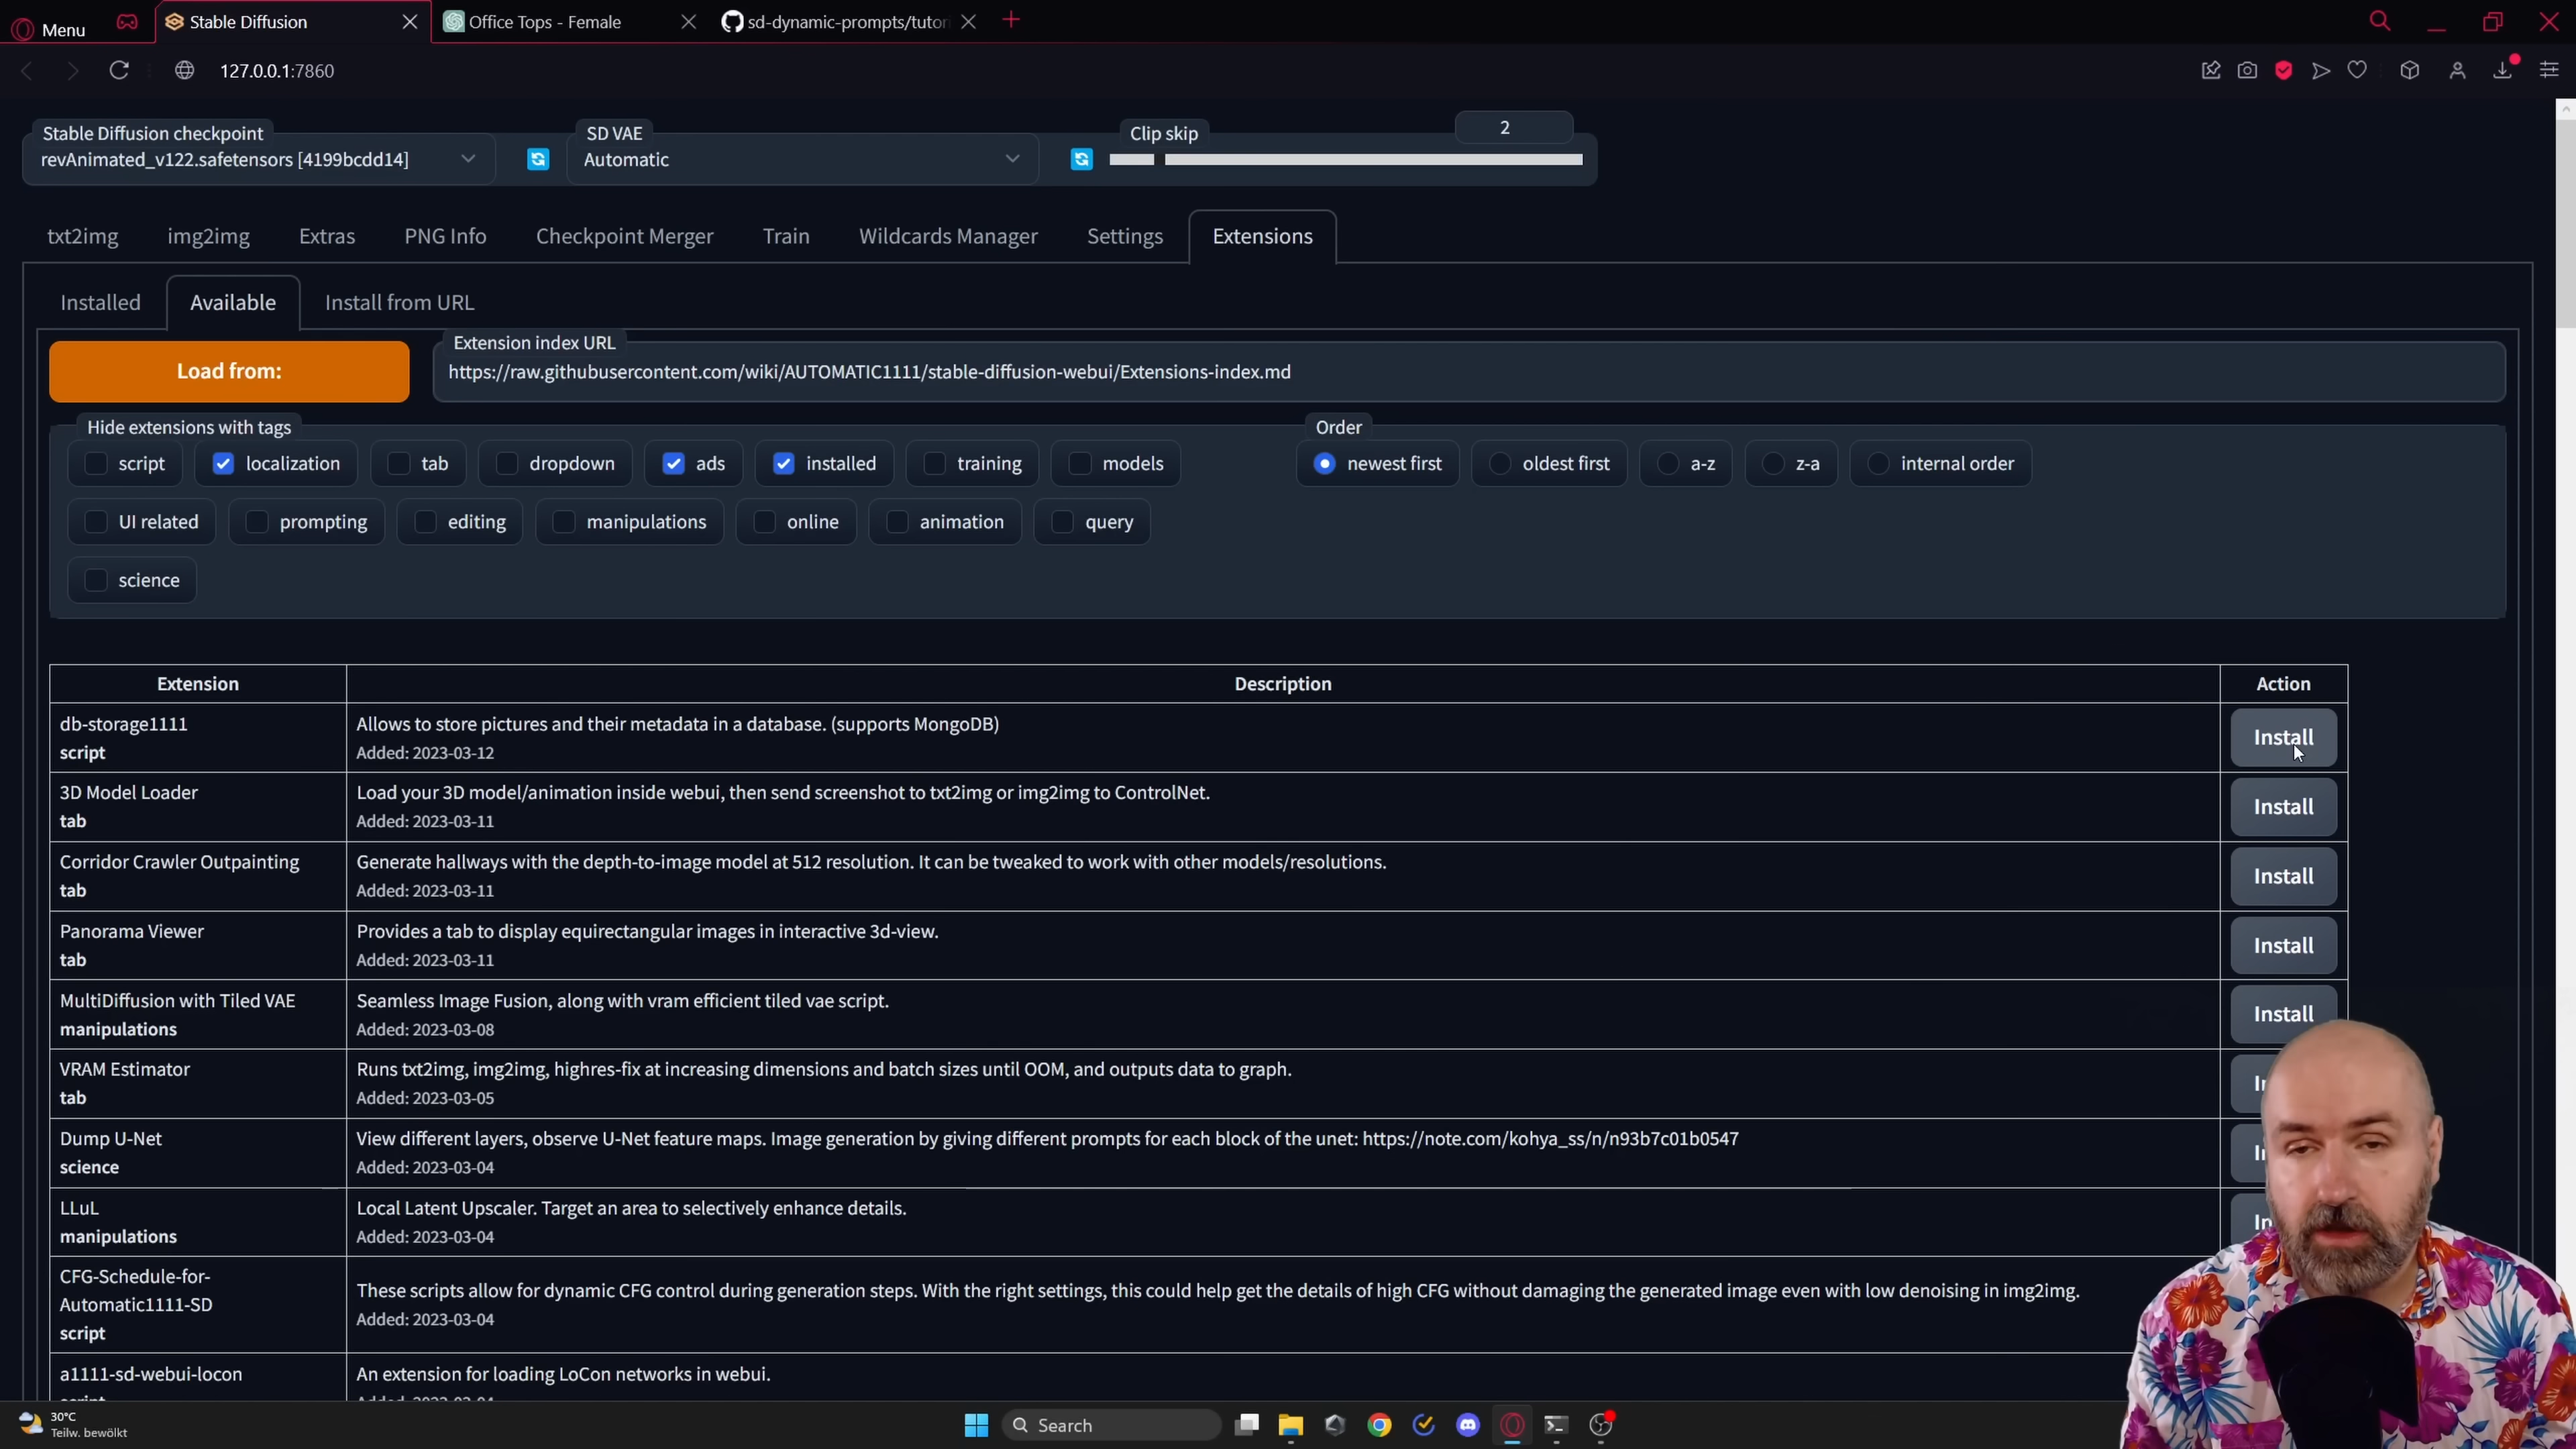 Menu
Stable Diffusion
Office Tops - Female
sd-dynamic-prompts/tutor
127.0.0.1:7860
Stable Diffusion checkpoint
revAnimated_v122.safetensors [4199bcdd14]
SD VAE
Automatic
Clip skip
2
txt2img
img2img
Extras
PNG Info
Checkpoint Merger
Train
Wildcards Manager
Settings
Extensions
Installed
Available
Install from URL
Load from:
Extension index URL
https://raw.githubusercontent.com/wiki/AUTOMATIC1111/stable-diffusion-webui/Extensions-index.md
Hide extensions with tags
script
localization
tab
dropdown
ads
installed
training
models
UI related
prompting
editing
manipulations
online
animation
query
science
Order
newest first
oldest first
a-z
z-a
internal order
Extension
Description
Action
db-storage1111
script
Allows to store pictures and their metadata in a database. (supports MongoDB)
Added: 2023-03-12
Install
3D Model Loader
tab
Load your 3D model/animation inside webui, then send screenshot to txt2img or img2img to ControlNet.
Added: 2023-03-11
Install
Corridor Crawler Outpainting
tab
Generate hallways with the depth-to-image model at 512 resolution. It can be tweaked to work with other models/resolutions.
Added: 2023-03-11
Install
Panorama Viewer
tab
Provides a tab to display equirectangular images in interactive 3d-view.
Added: 2023-03-11
Install
MultiDiffusion with Tiled VAE
manipulations
Seamless Image Fusion, along with vram efficient tiled vae script.
Added: 2023-03-08
Install
VRAM Estimator
tab
Runs txt2img, img2img, highres-fix at increasing dimensions and batch sizes until OOM, and outputs data to graph.
Added: 2023-03-05
Dump U-Net
science
View different layers, observe U-Net feature maps. Image generation by giving different prompts for each block of the unet: https://note.com/kohya_ss/n/n93b7c01b0547
Added: 2023-03-04
LLuL
manipulations
Local Latent Upscaler. Target an area to selectively enhance details.
Added: 2023-03-04
CFG-Schedule-for-
Automatic1111-SD
script
These scripts allow for dynamic CFG control during generation steps. With the right settings, this could help get the details of high CFG without damaging the generated image even with low denoising in img2img.
Added: 2023-03-04
a1111-sd-webui-locon
An extension for loading LoCon networks in webui.
30°C
Teilw. bewölkt
Search